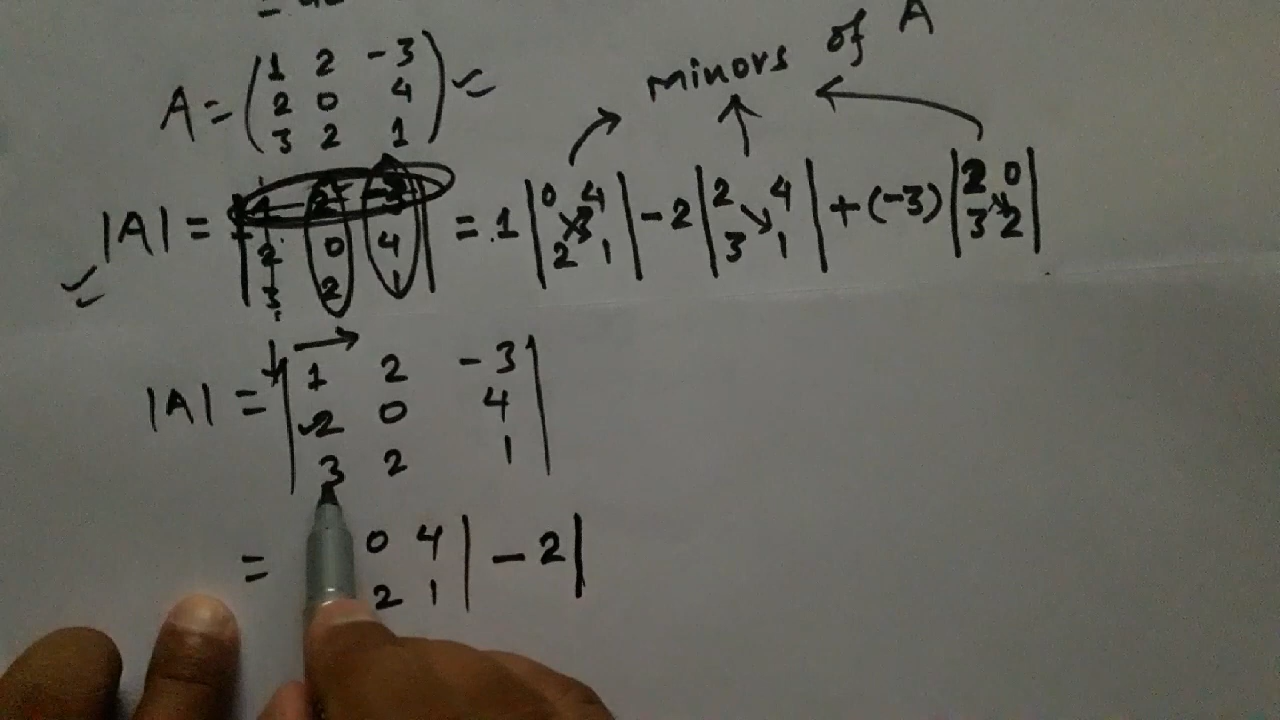 minors of A
A = (1 2 -3
2 0 4
3 2 1)
|A| = |1 2 -3
2 0 4
3 2 1| = 1 |0 4
2 1| - 2 |2 4
3 1| + (-3) |2 0
3 2|
|A| = |1 2 -3
2 0 4
3 2 1|
= 0 4
2 1| - 2 |